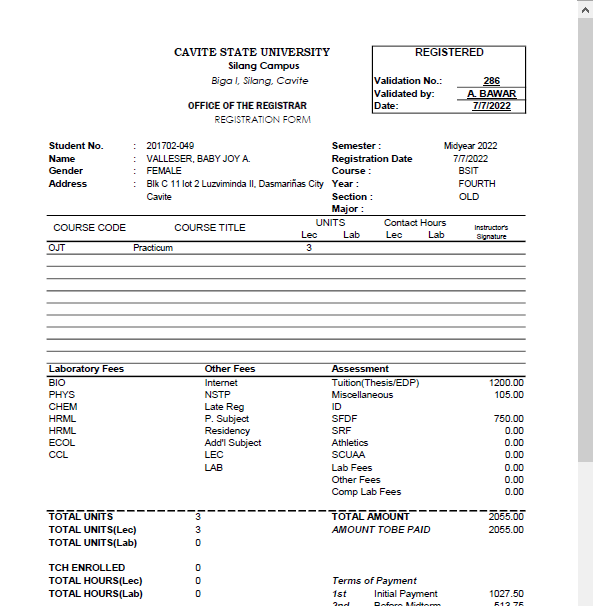 CAVITE STATE UNIVERSITY
Silang Campus
Biga I, Silang, Cavite
OFFICE OF THE REGISTRAR
REGISTRATION FORM
REGISTERED
Validation No.: 286
Validated by: A. BAWAR
Date: 7/7/2022
Student No. : 201702-049 Semester : Midyear 2022
Name : VALLESER, BABY JOY A. Registration Date 7/7/2022
Gender : FEMALE Course : BSIT
Address : Blk C 11 lot 2 Luzviminda II, Dasmariñas City Year : FOURTH
Cavite Section : OLD
Major :
COURSE CODE COURSE TITLE UNITS Contact Hours Instructor's
Lec Lab Lec Lab Signature
OJT Practicum 3
Laboratory Fees Other Fees Assessment
BIO Internet Tuition(Thesis/EDP) 1200.00
PHYS NSTP Miscellaneous 105.00
CHEM Late Reg ID
HRML P. Subject SFDF 750.00
HRML Residency SRF 0.00
ECOL Add'l Subject Athletics 0.00
CCL LEC SCUAA 0.00
LAB Lab Fees 0.00
Other Fees 0.00
Comp Lab Fees 0.00
TOTAL UNITS 3 TOTAL AMOUNT 2055.00
TOTAL UNITS(Lec) 3 AMOUNT TOBE PAID 2055.00
TOTAL UNITS(Lab) 0
TCH ENROLLED 0
TOTAL HOURS(Lec) 0 Terms of Payment
TOTAL HOURS(Lab) 0 1st Initial Payment 1027.50
2nd Before Midterm 513.75